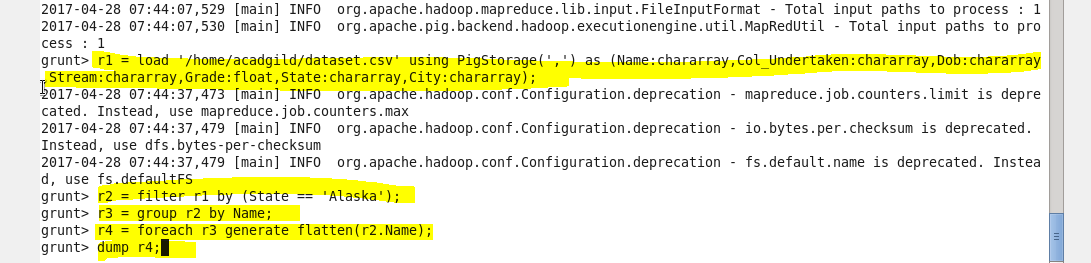 2017-04-28 07:44:07,529 [main] INFO  org.apache.hadoop.mapreduce.lib.input.FileInputFormat - Total input paths to process : 1
2017-04-28 07:44:07,530 [main] INFO  org.apache.pig.backend.hadoop.executionengine.util.MapRedUtil - Total input paths to pro
cess : 1
grunt> r1 = load '/home/acadgild/dataset.csv' using PigStorage(',') as (Name:chararray,Col_Undertaken:chararray,Dob:chararray
,Stream:chararray,Grade:float,State:chararray,City:chararray);
2017-04-28 07:44:37,473 [main] INFO  org.apache.hadoop.conf.Configuration.deprecation - mapreduce.job.counters.limit is depre
cated. Instead, use mapreduce.job.counters.max
2017-04-28 07:44:37,479 [main] INFO  org.apache.hadoop.conf.Configuration.deprecation - io.bytes.per.checksum is deprecated.
Instead, use dfs.bytes-per-checksum
2017-04-28 07:44:37,479 [main] INFO  org.apache.hadoop.conf.Configuration.deprecation - fs.default.name is deprecated. Instea
d, use fs.defaultFS
grunt> r2 = filter r1 by (State == 'Alaska');
grunt> r3 = group r2 by Name;
grunt> r4 = foreach r3 generate flatten(r2.Name);
grunt> dump r4;